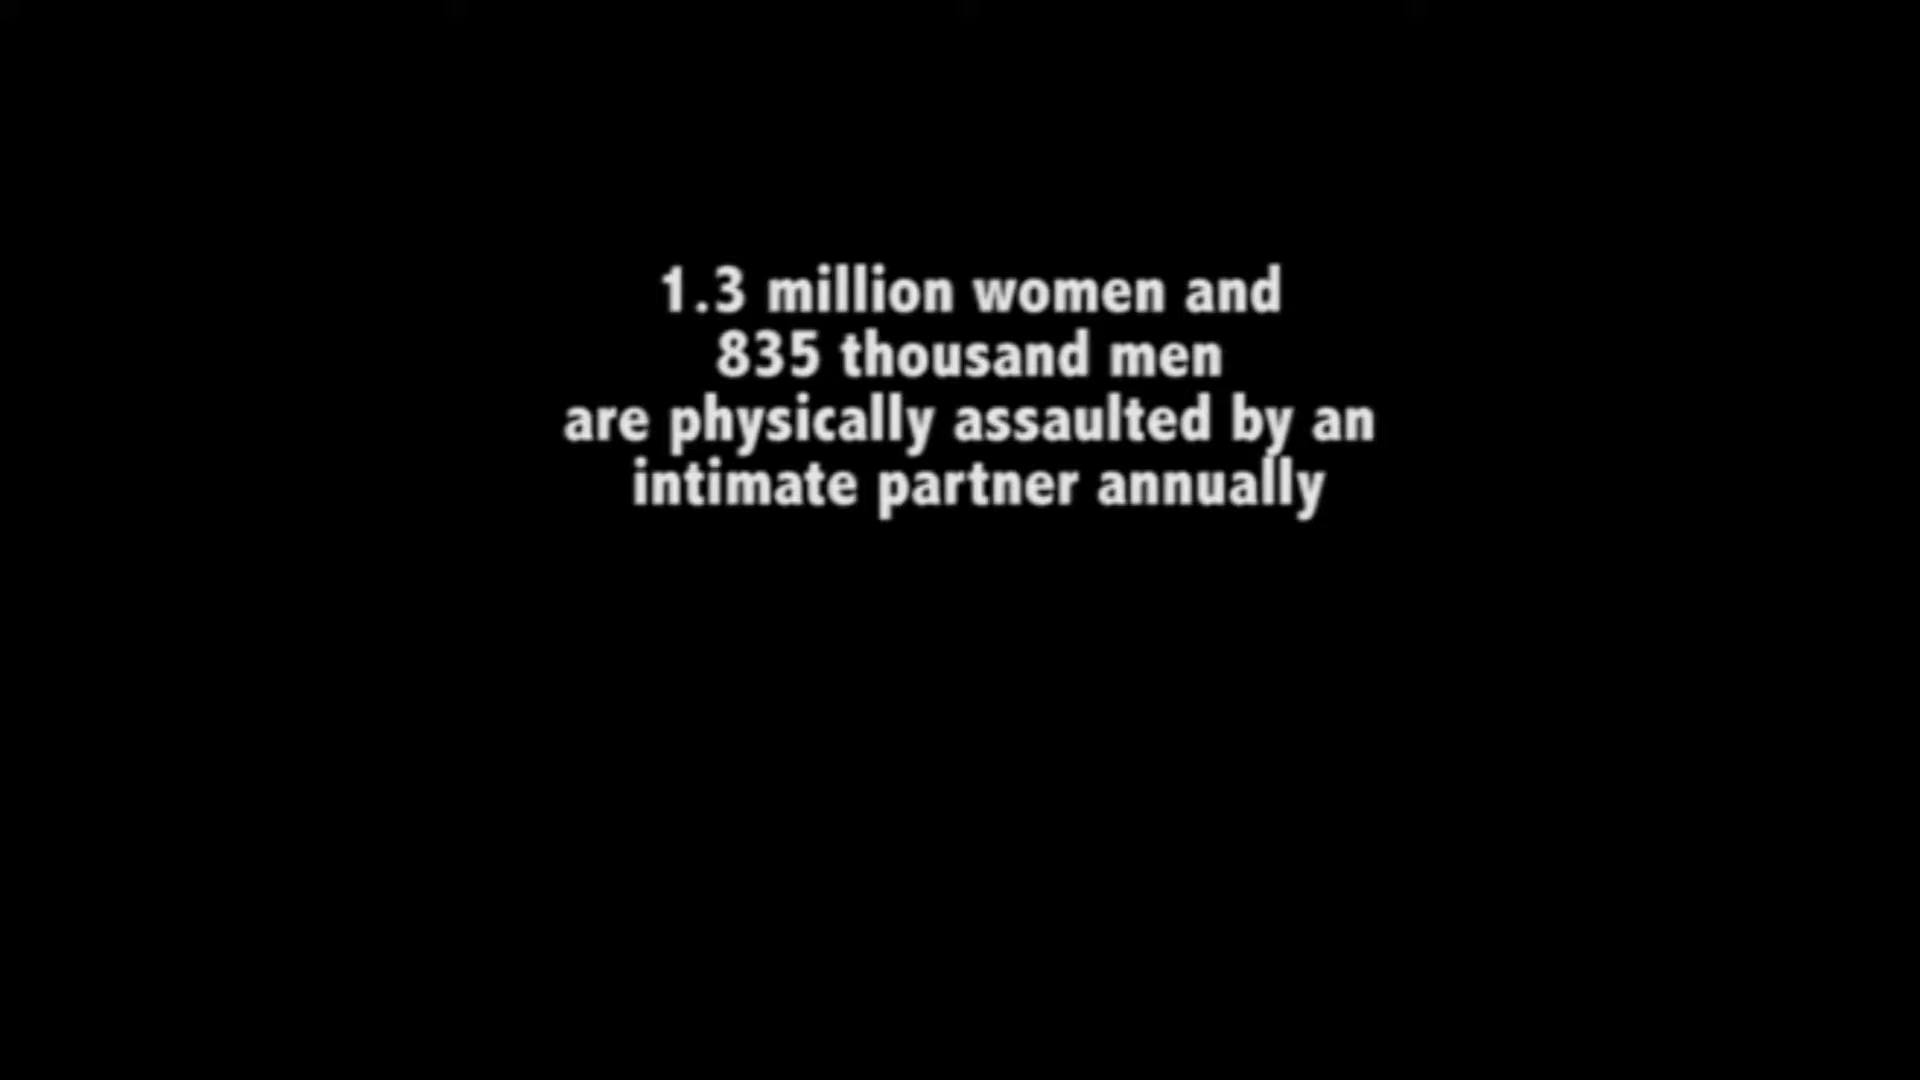 1.3 million women and
835 thousand men
are physically assaulted by an
intimate partner annually